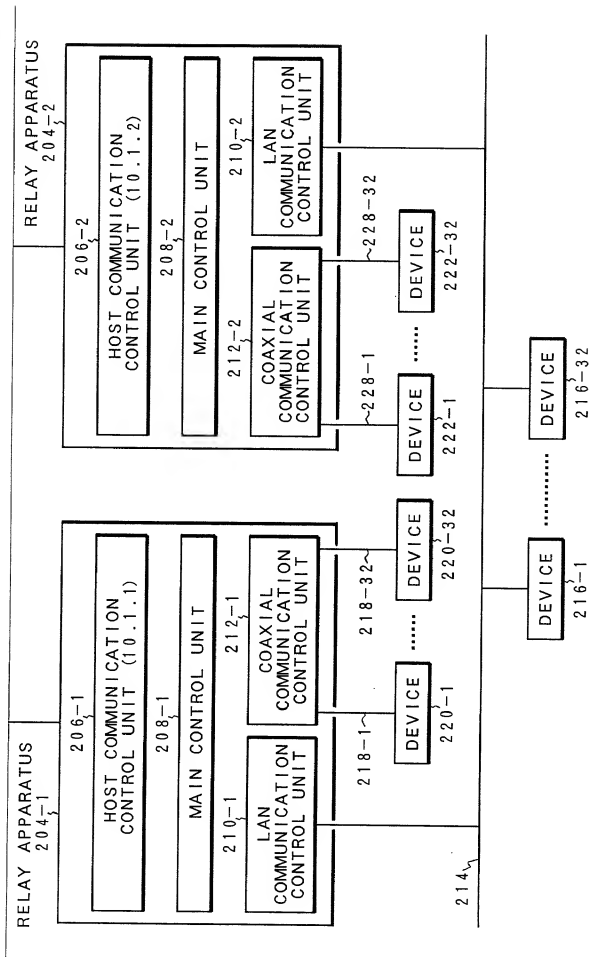 RELAY APPARATUS
204-1
206-1
HOST COMMUNICATION
CONTROL UNIT (10.1.1)
208-1
MAIN CONTROL UNIT
210-1
LAN
COMMUNICATION
CONTROL UNIT
212-1
COAXIAL
COMMUNICATION
CONTROL UNIT
218-1
218-32
DEVICE
220-1
DEVICE
220-32
RELAY APPARATUS
204-2
206-2
HOST COMMUNICATION
CONTROL UNIT (10.1.2)
208-2
MAIN CONTROL UNIT
212-2
COAXIAL
COMMUNICATION
CONTROL UNIT
210-2
LAN
COMMUNICATION
CONTROL UNIT
228-1
228-32
DEVICE
222-1
DEVICE
222-32
214
DEVICE
216-1
DEVICE
216-32